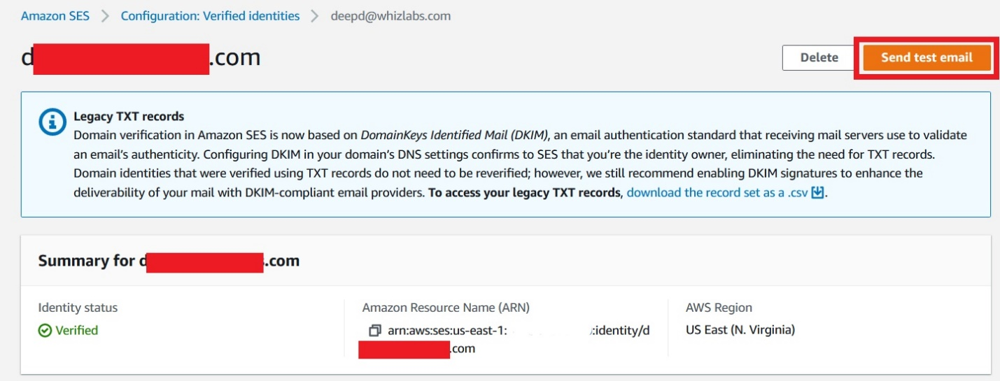 Amazon SES > Configuration: Verified identities > deepd@whizlabs.com
d .com
Delete
Send test email
Legacy TXT records
Domain verification in Amazon SES is now based on DomainKeys Identified Mail (DKIM), an email authentication standard that receiving mail servers use to validate
an email's authenticity. Configuring DKIM in your domain's DNS settings confirms to SES that you're the identity owner, eliminating the need for TXT records.
Domain identities that were verified using TXT records do not need to be reverified; however, we still recommend enabling DKIM signatures to enhance the
deliverability of your mail with DKIM-compliant email providers. To access your legacy TXT records, download the record set as a .csv.
Summary for d .com
Identity status
Verified
Amazon Resource Name (ARN)
arn:aws:ses:us-east-1: :identity/d
.com
AWS Region
US East (N. Virginia)